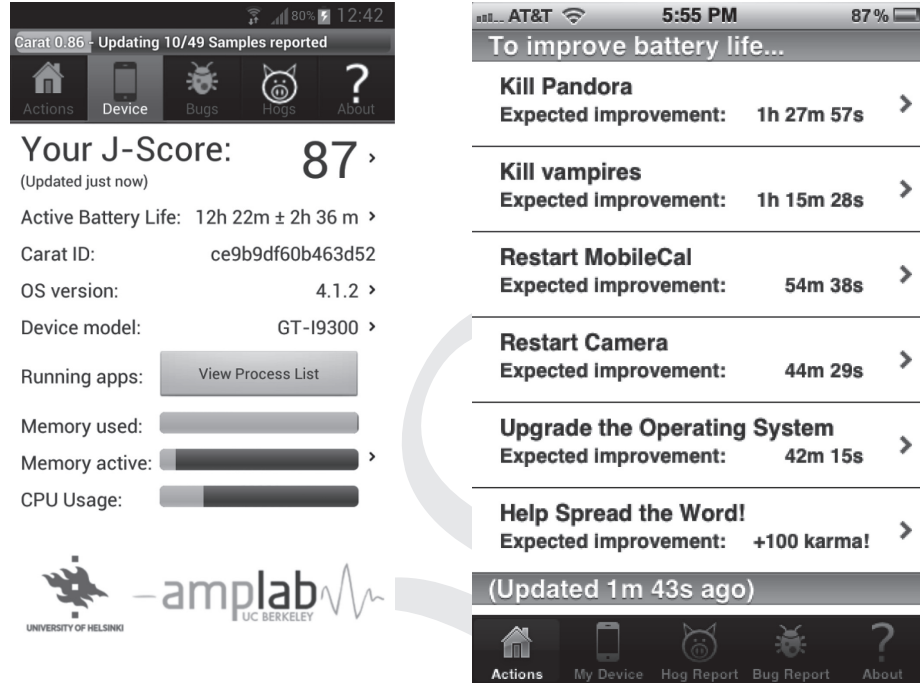 80% 12:42
Carat 0.86 - Updating 10/49 Samples reported
Actions Device Bugs Hogs About
Your J-Score: 87
(Updated just now)
Active Battery Life: 12h 22m ± 2h 36 m
Carat ID: ce9b9df60b463d52
OS version: 4.1.2
Device model: GT-I9300
Running apps: View Process List
Memory used:
Memory active:
CPU Usage:
UNIVERSITY OF HELSINKI
amplab
UC BERKELEY
AT&T 5:55 PM 87%
To improve battery life...
Kill Pandora
Expected improvement: 1h 27m 57s
Kill vampires
Expected improvement: 1h 15m 28s
Restart MobileCal
Expected improvement: 54m 38s
Restart Camera
Expected improvement: 44m 29s
Upgrade the Operating System
Expected improvement: 42m 15s
Help Spread the Word!
Expected improvement: +100 karma!
(Updated 1m 43s ago)
Actions My Device Hog Report Bug Report About